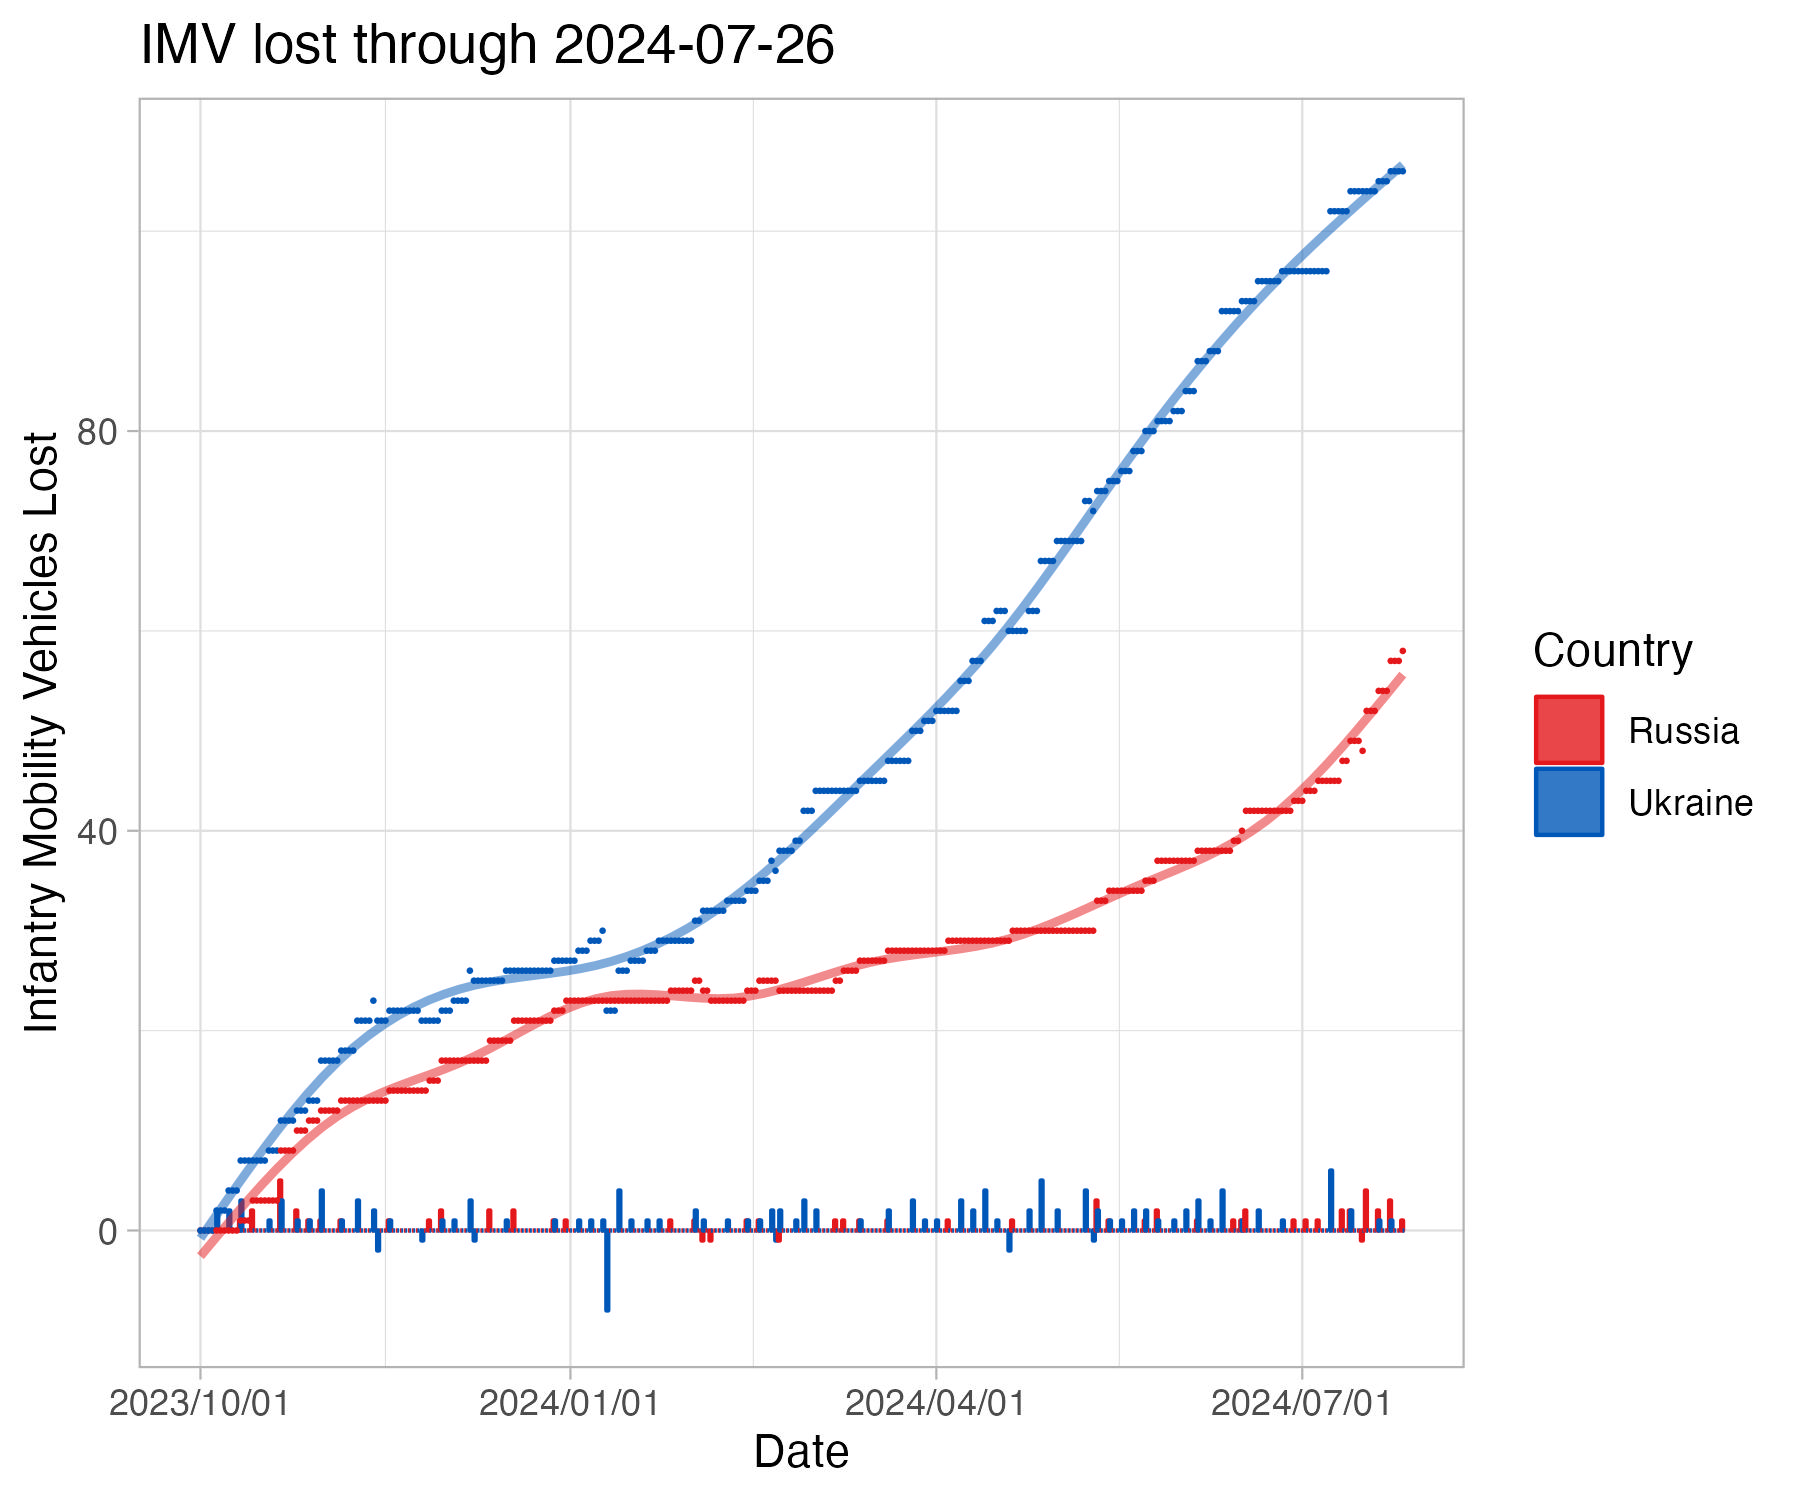 IMV lost through 2024-07-26
Infantry Mobility Vehicles Lost
80
40
0
2023/10/01
2024/01/01
2024/04/01
2024/07/01
Date
Country
Russia
Ukraine